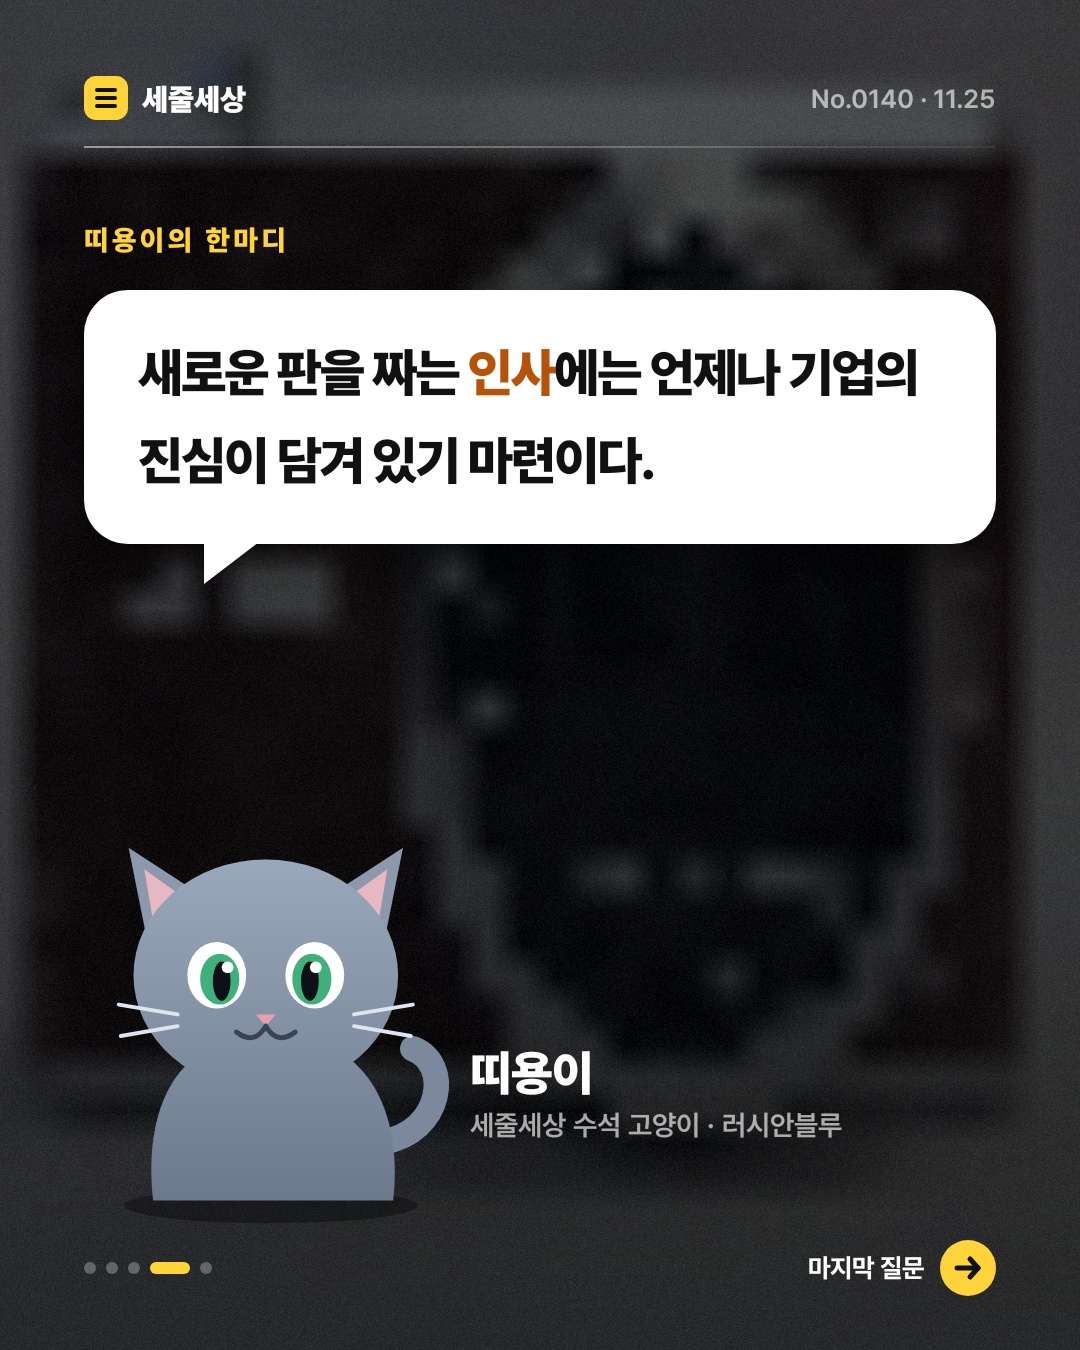 세줄세상
No.0140 · 11.25
띠용이의 한마디
새로운 판을 짜는 인사에는 언제나 기업의
진심이 담겨 있기 마련이다.
띠용이
세줄세상 수석 고양이 · 러시안블루
마지막 질문